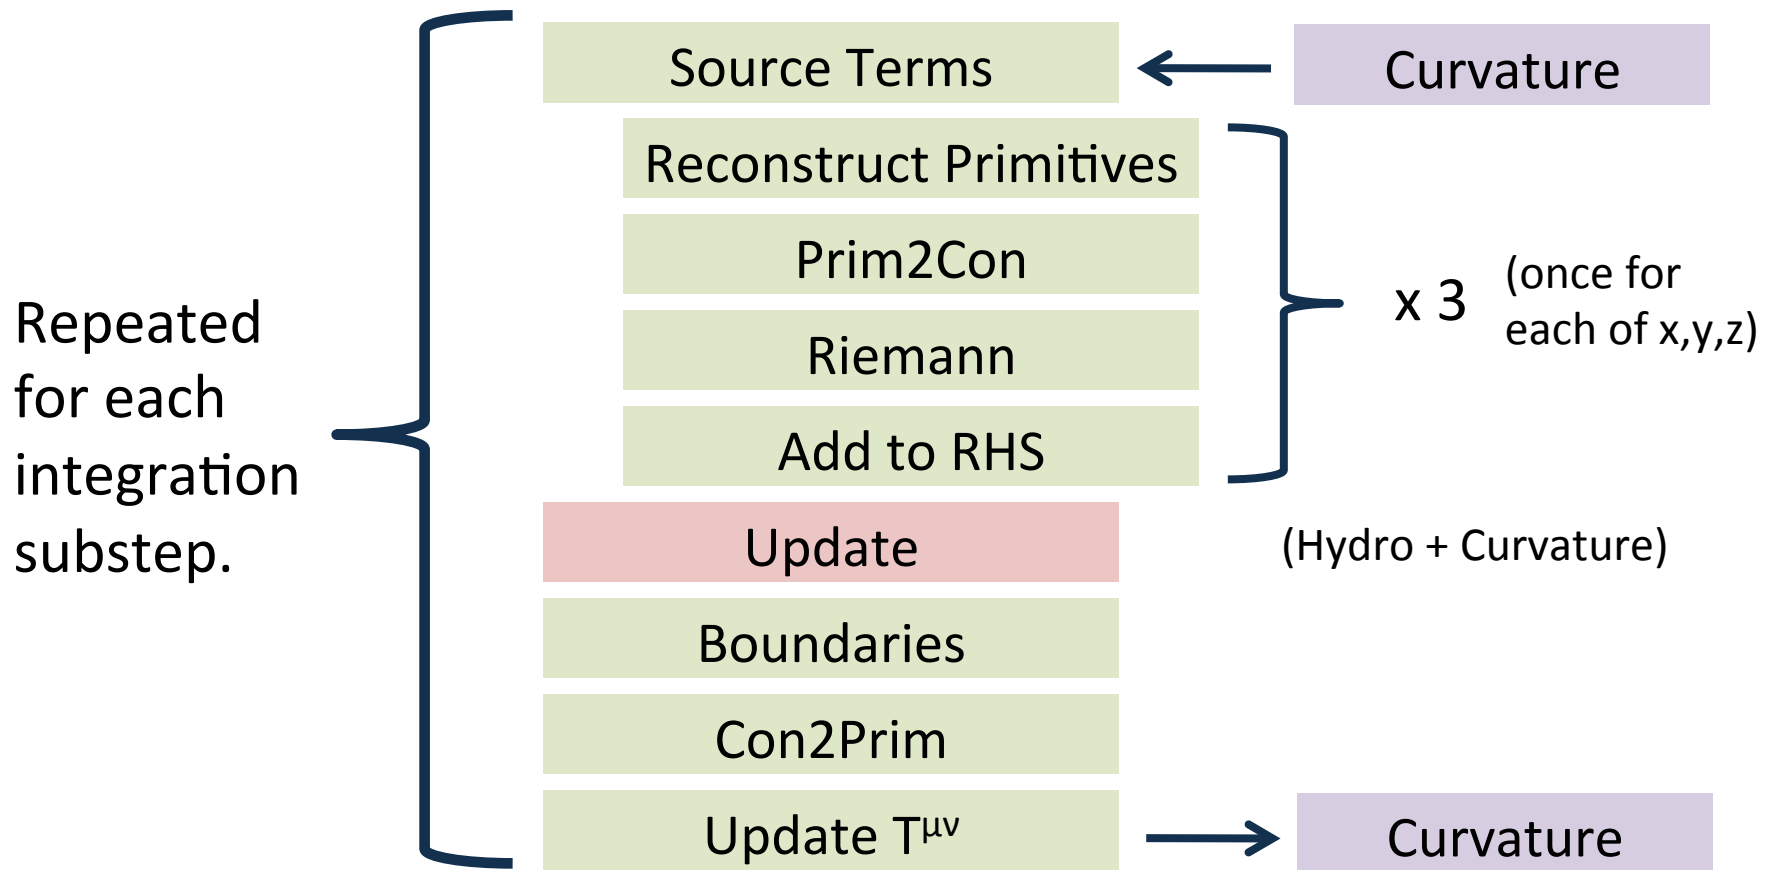 Source Terms
Curvature
Reconstruct Primitives
Prim2Con
Riemann
Add to RHS
x 3
(once for
each of x,y,z)
Repeated
for each
integration
substep.
Update
(Hydro + Curvature)
Boundaries
Con2Prim
Update Tᵘᵛ
Curvature